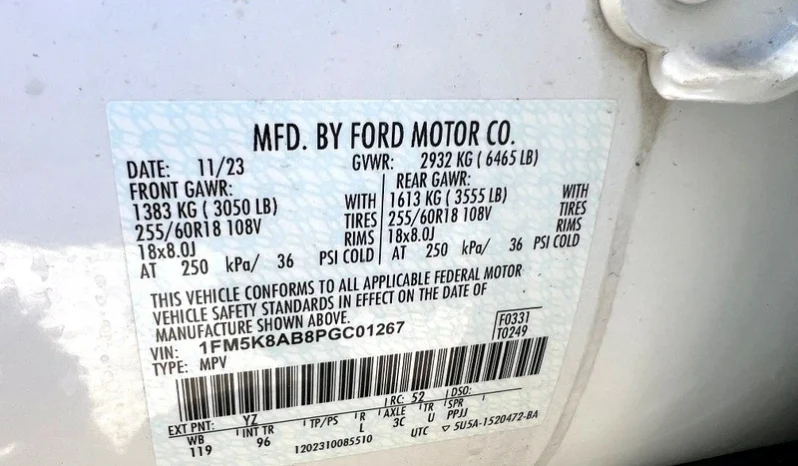 MFD. BY FORD MOTOR CO.
DATE: 11/23 GVWR: 2932 KG ( 6465 LB)
FRONT GAWR: REAR GAWR:
1383 KG ( 3050 LB) WITH 1613 KG ( 3555 LB) WITH
255/60R18 108V TIRES 255/60R18 108V TIRES
18x8.0J RIMS 18x8.0J RIMS
AT 250 kPa/ 36 PSI COLD AT 250 kPa/ 36 PSI COLD
THIS VEHICLE CONFORMS TO ALL APPLICABLE FEDERAL MOTOR
VEHICLE SAFETY STANDARDS IN EFFECT ON THE DATE OF
MANUFACTURE SHOWN ABOVE.
VIN: 1FM5K8AB8PGC01267 F0331
TYPE: MPV T0249
EXT PNT: YZ RC: 52 DSO:
WB INT TR TP/PS R AXLE TR SPR
119 96 L 3C U PPJJ
1202310085510 UTC ▽ 5U5A-1520472-BA